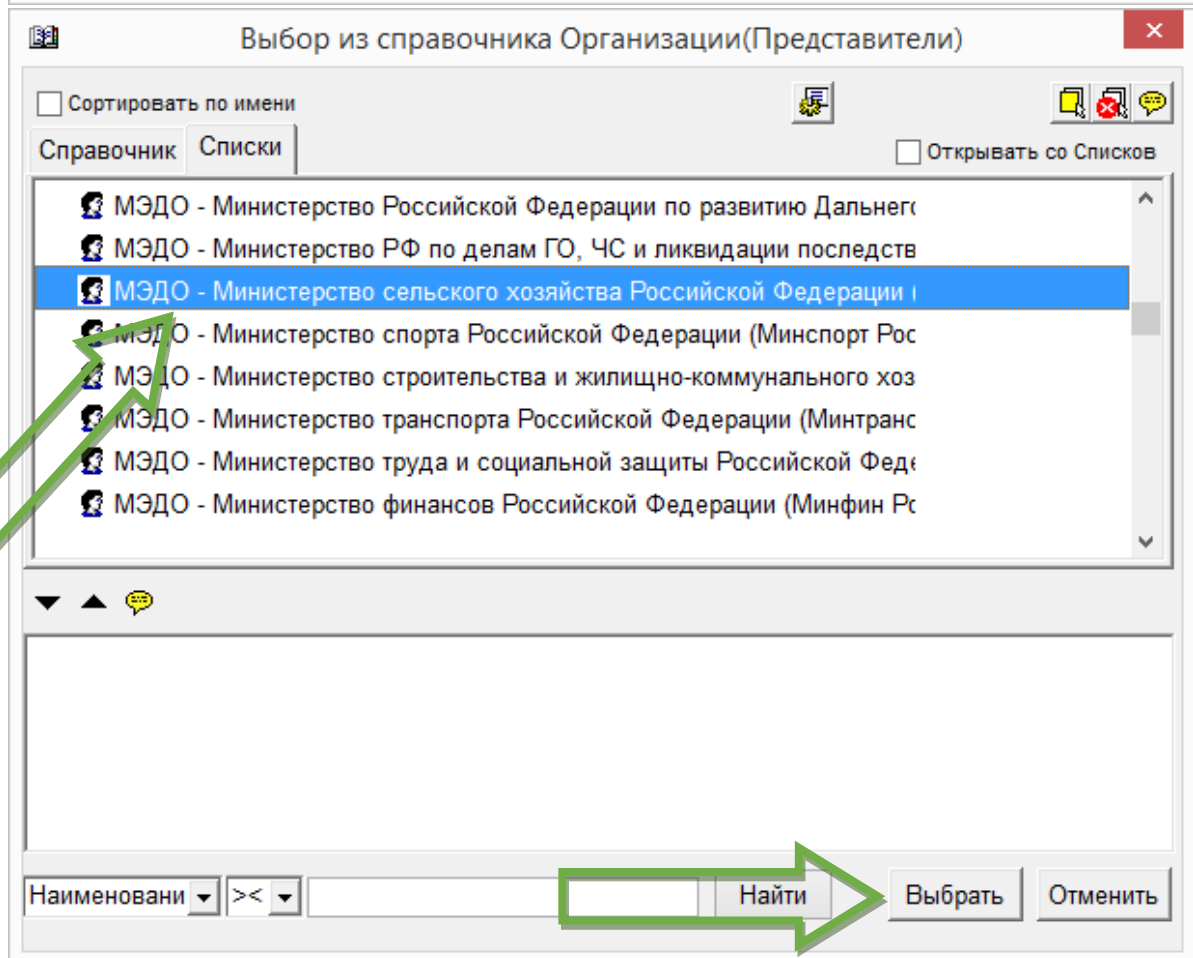 Выбор из справочника Организации(Представители)
Сортировать по имени
Справочник Списки
Открывать со Списков
МЭДО - Министерство Российской Федерации по развитию Дальнего
МЭДО - Министерство РФ по делам ГО, ЧС и ликвидации последств
МЭДО - Министерство сельского хозяйства Российской Федерации (
МЭДО - Министерство спорта Российской Федерации (Минспорт Рос
МЭДО - Министерство строительства и жилищно-коммунального хоз
МЭДО - Министерство транспорта Российской Федерации (Минтранс
МЭДО - Министерство труда и социальной защиты Российской Феде
МЭДО - Министерство финансов Российской Федерации (Минфин Рс
Наименовани >< Найти Выбрать Отменить